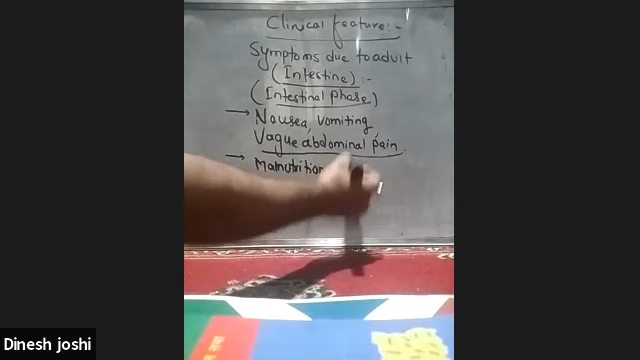 Clinical feature:-
Symptoms due to adult
(Intestine) :-
(Intestinal Phase)
→ Nausea, vomiting,
Vague abdominal pain.
→ Malnutrition
Dinesh joshi